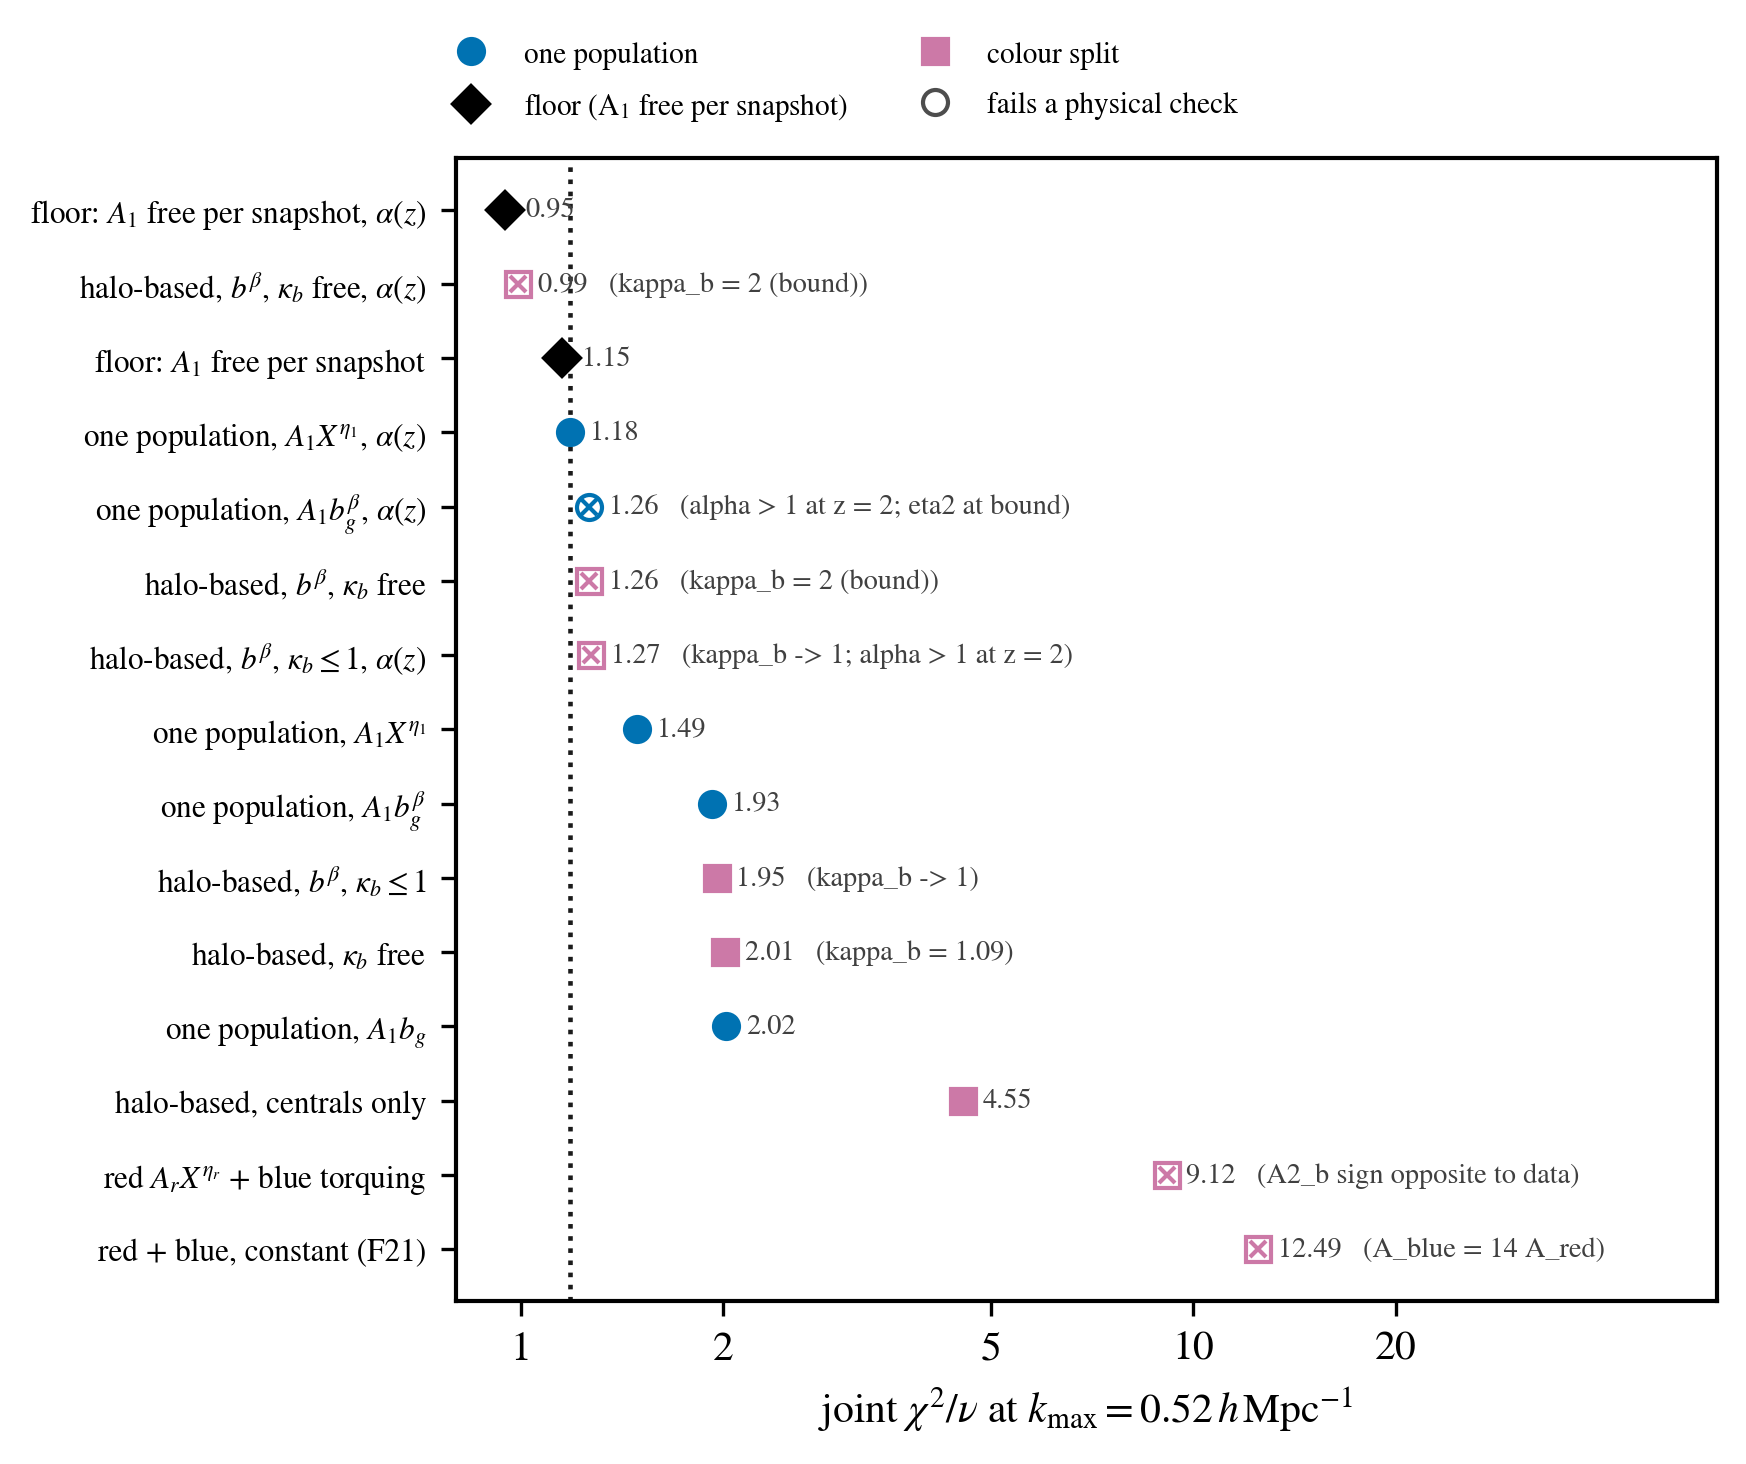 one population
colour split
floor (A₁ free per snapshot)
fails a physical check
floor: A₁ free per snapshot, α(z) 0.95
halo-based, b^β, κ_b free, α(z) 0.99 (kappa_b = 2 (bound))
floor: A₁ free per snapshot 1.15
one population, A₁X^η₁, α(z) 1.18
one population, A₁b_g^β, α(z) 1.26 (alpha > 1 at z = 2; eta2 at bound)
halo-based, b^β, κ_b free 1.26 (kappa_b = 2 (bound))
halo-based, b^β, κ_b ≤ 1, α(z) 1.27 (kappa_b -> 1; alpha > 1 at z = 2)
one population, A₁X^η₁ 1.49
one population, A₁b_g^β 1.93
halo-based, b^β, κ_b ≤ 1 1.95 (kappa_b -> 1)
halo-based, κ_b free 2.01 (kappa_b = 1.09)
one population, A₁b_g 2.02
halo-based, centrals only 4.55
red A_rX^η_r + blue torquing 9.12 (A2_b sign opposite to data)
red + blue, constant (F21) 12.49 (A_blue = 14 A_red)
1 2 5 10 20
joint χ²/ν at k_max = 0.52 h Mpc⁻¹